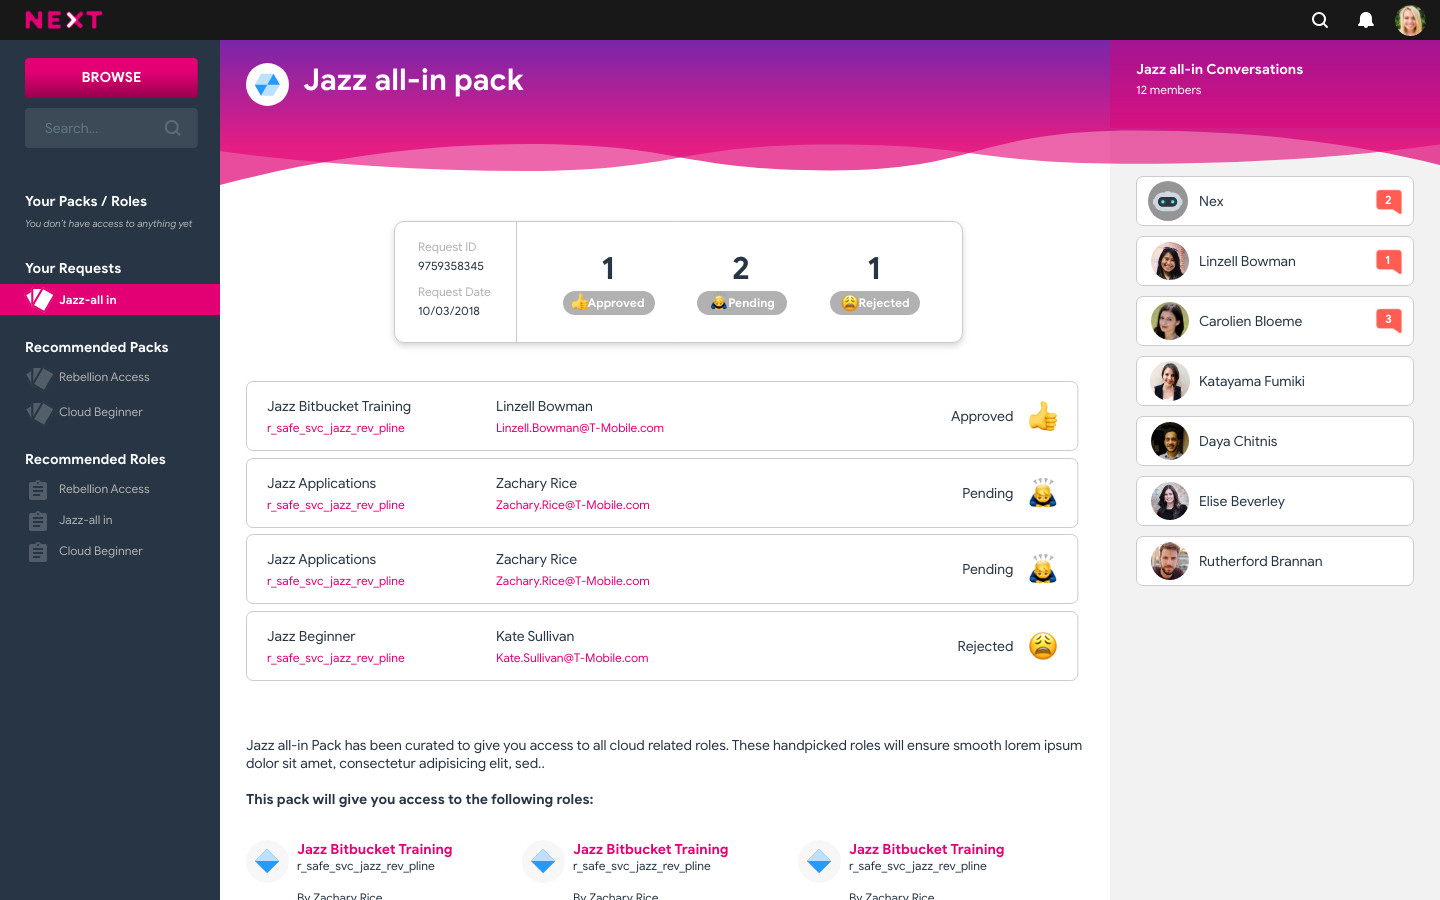 NEXT
BROWSE
Search...
Your Packs / Roles
You don't have access to anything yet
Your Requests
Jazz-all in
Recommended Packs
Rebellion Access
Cloud Beginner
Recommended Roles
Rebellion Access
Jazz-all in
Cloud Beginner
Jazz all-in pack
Request ID
9759358345
Request Date
10/03/2018
1
Approved
2
Pending
1
Rejected
Jazz Bitbucket Training
r_safe_svc_jazz_rev_pline
Linzell Bowman
Linzell.Bowman@T-Mobile.com
Approved
Jazz Applications
r_safe_svc_jazz_rev_pline
Zachary Rice
Zachary.Rice@T-Mobile.com
Pending
Jazz Applications
r_safe_svc_jazz_rev_pline
Zachary Rice
Zachary.Rice@T-Mobile.com
Pending
Jazz Beginner
r_safe_svc_jazz_rev_pline
Kate Sullivan
Kate.Sullivan@T-Mobile.com
Rejected
Jazz all-in Pack has been curated to give you access to all cloud related roles. These handpicked roles will ensure smooth lorem ipsum
dolor sit amet, consectetur adipisicing elit, sed..
This pack will give you access to the following roles:
Jazz Bitbucket Training
r_safe_svc_jazz_rev_pline
By Zachary Rice
Jazz Bitbucket Training
r_safe_svc_jazz_rev_pline
By Zachary Rice
Jazz Bitbucket Training
r_safe_svc_jazz_rev_pline
By Zachary Rice
Jazz all-in Conversations
12 members
Nex
2
Linzell Bowman
1
Carolien Bloeme
3
Katayama Fumiki
Daya Chitnis
Elise Beverley
Rutherford Brannan